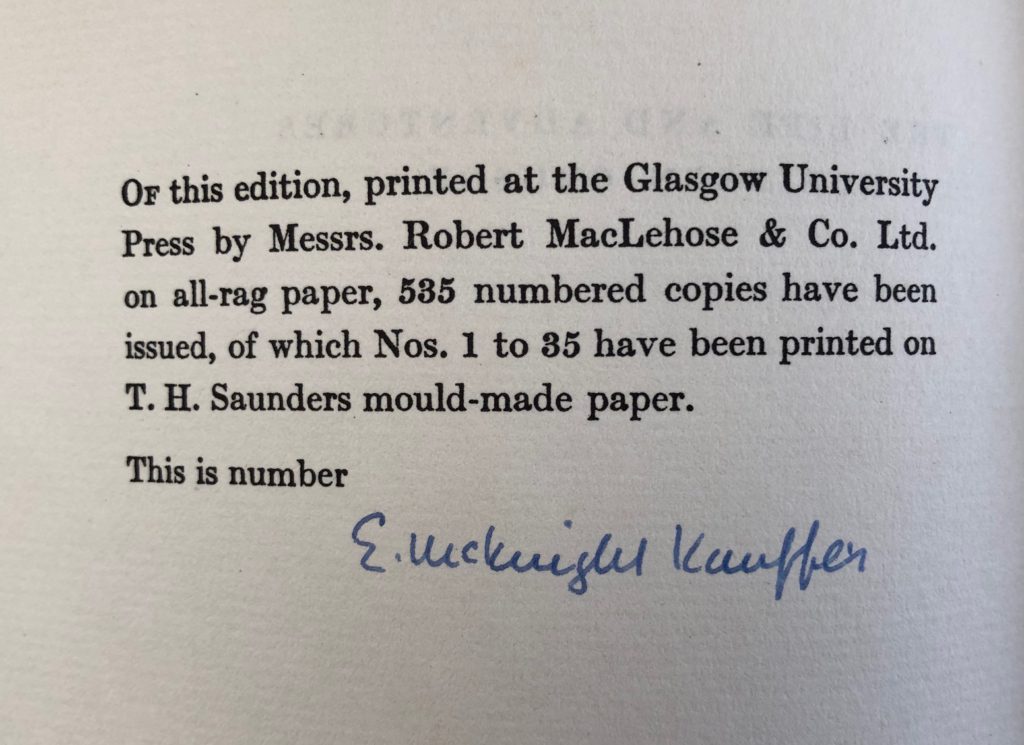 OF this edition, printed at the Glasgow University
Press by Messrs. Robert MacLehose & Co. Ltd.
on all-rag paper, 535 numbered copies have been
issued, of which Nos. 1 to 35 have been printed on
T. H. Saunders mould-made paper.
This is number
E. McKnight Kauffer